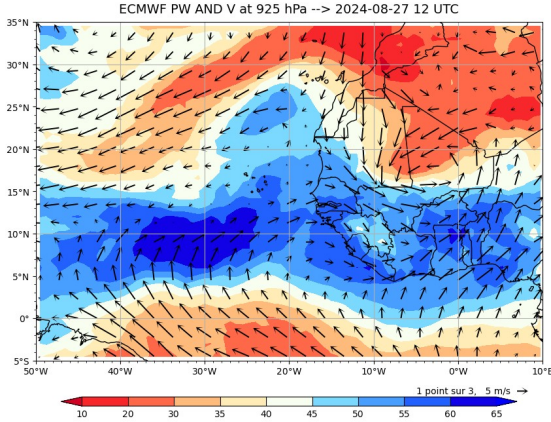 ECMWF PW AND V at 925 hPa --> 2024-08-27 12 UTC
35°N
30°N
25°N
20°N
15°N
10°N
5°N
0°
5°S
50°W 40°W 30°W 20°W 10°W 0°W 10°E
1 point sur 3, 5 m/s
10 20 30 35 40 45 50 55 60 65